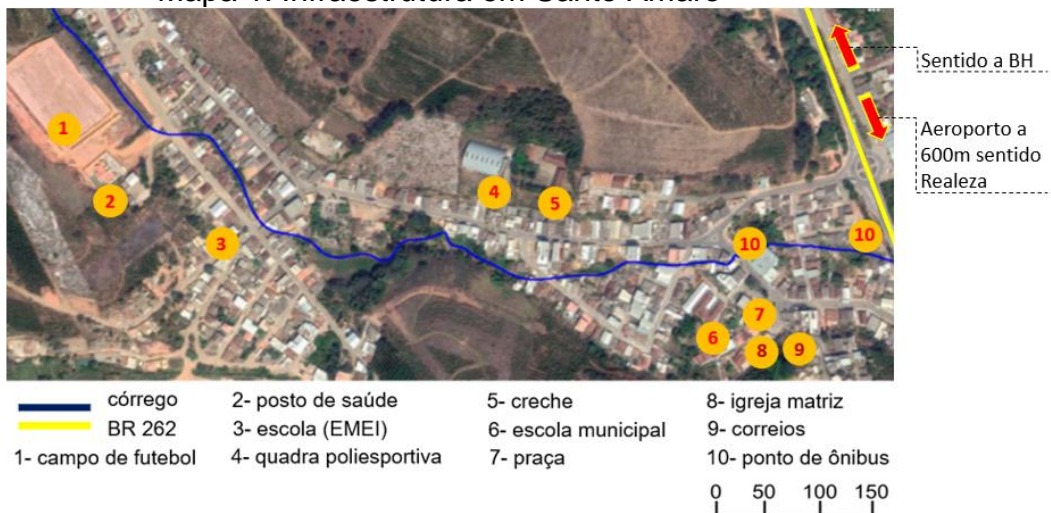 1
2
3
4
5
6
7
8
9
10
10
Sentido a BH
Aeroporto a
600m sentido
Realeza
córrego
BR 262
1- campo de futebol
2- posto de saúde
3- escola (EMEI)
4- quadra poliesportiva
5- creche
6- escola municipal
7- praça
8- igreja matriz
9- correios
10- ponto de ônibus
0 50 100 150